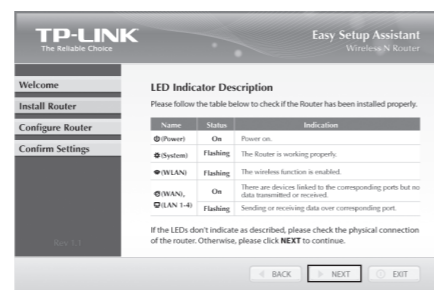 TP-LINK
The Reliable Choice
Easy Setup Assistant
Wireless N Router
Welcome
Install Router
Configure Router
Confirm Settings
Rev 1.1
LED Indicator Description
Please follow the table below to check if the Router has been installed properly.
Name Status Indication
(Power) On Power on.
(System) Flashing The Router is working properly.
(WLAN) Flashing The wireless function is enabled.
(WAN),
(LAN 1-4)
On There are devices linked to the corresponding ports but no
data transmitted or received.
Flashing Sending or receiving data over corresponding port.
If the LEDs don't indicate as described, please check the physical connection
of the router. Otherwise, please click NEXT to continue.
BACK NEXT EXIT